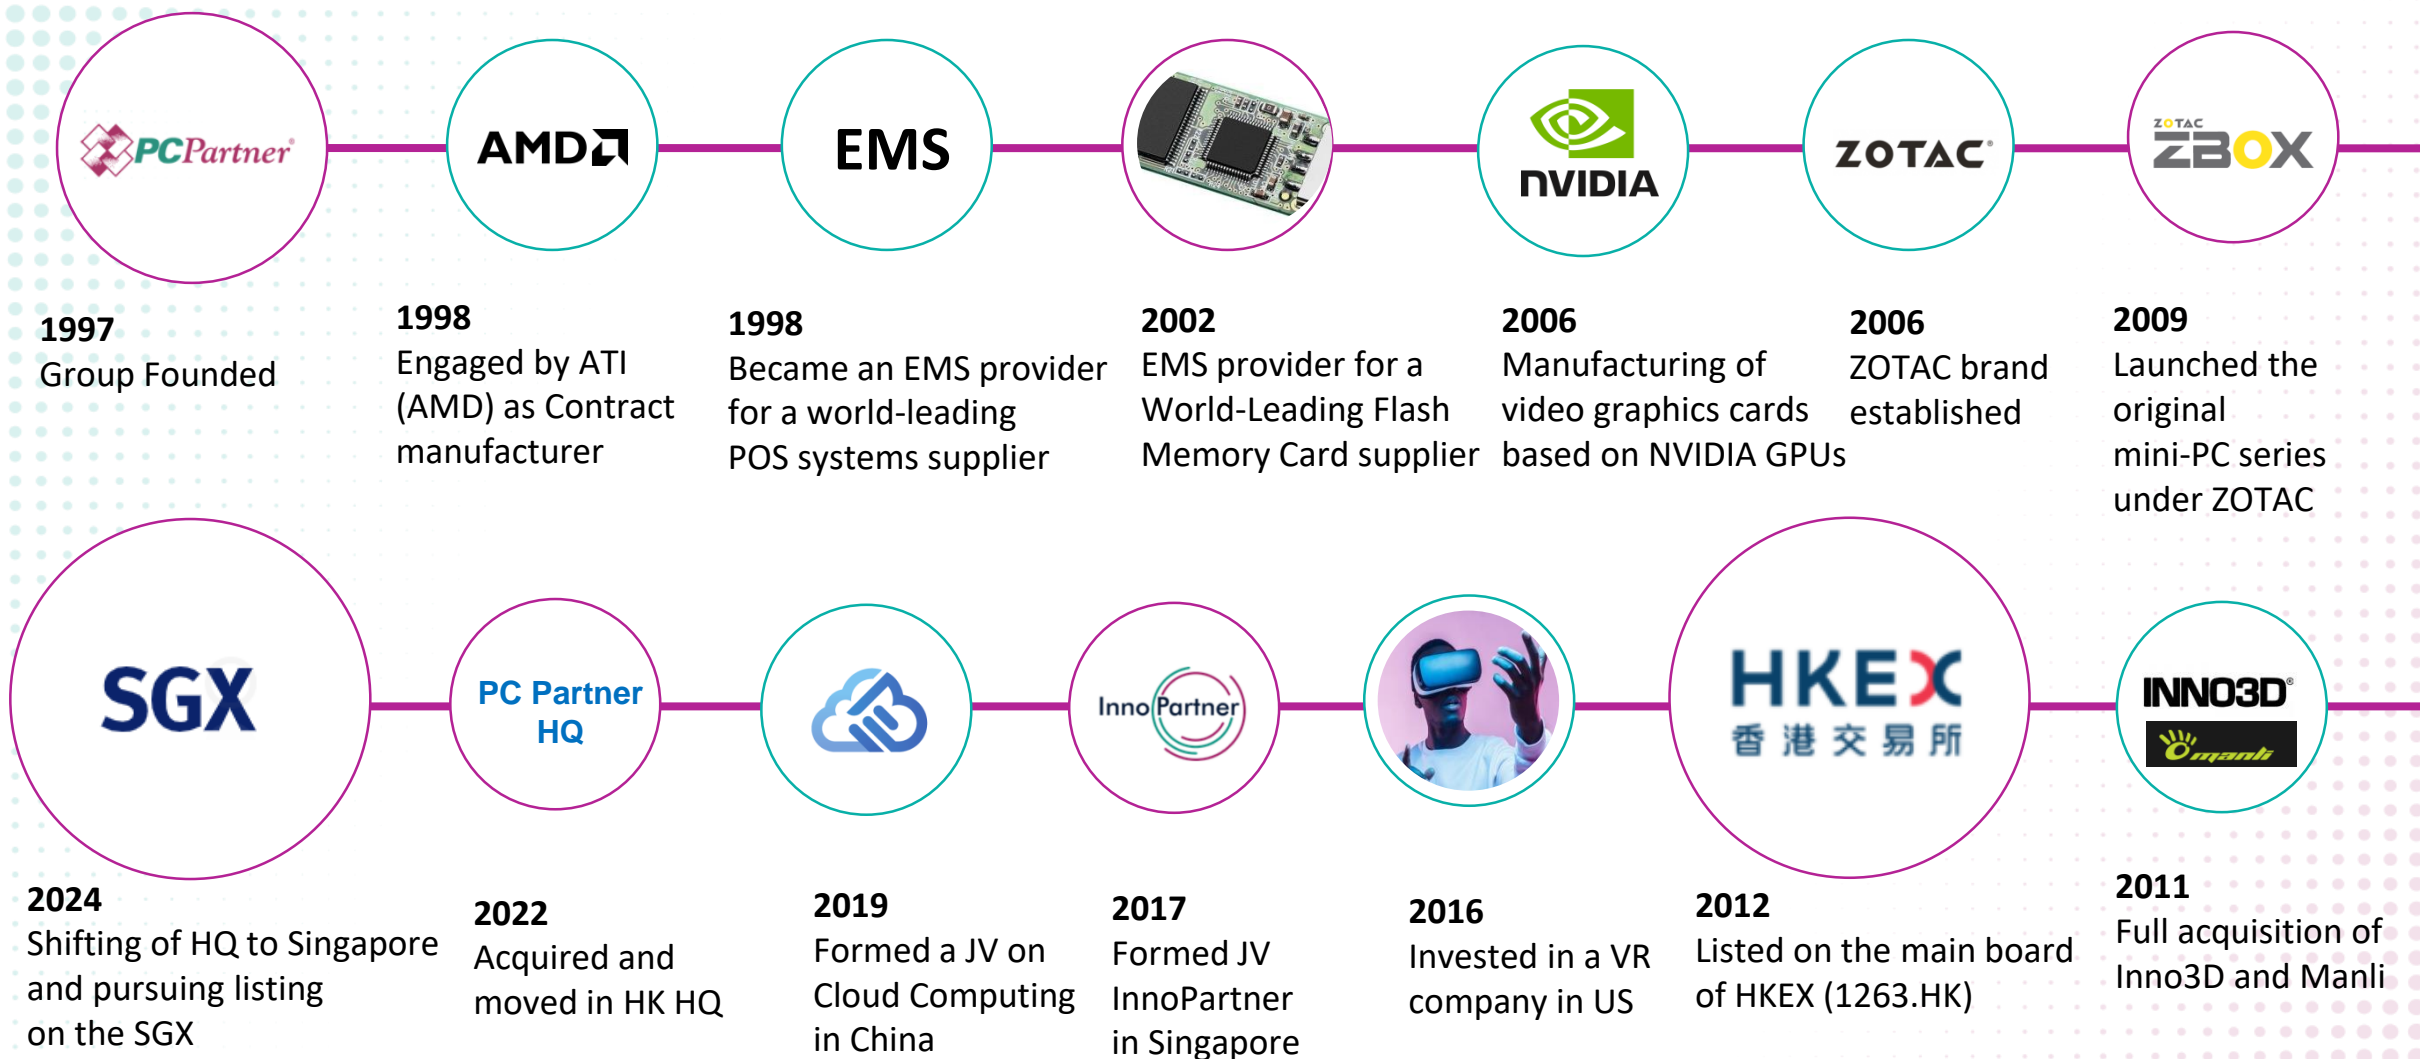 PCPartner®
AMD
EMS
NVIDIA
ZOTAC®
ZOTAC
ZBOX
1997
Group Founded
1998
Engaged by ATI
(AMD) as Contract
manufacturer
1998
Became an EMS provider
for a world-leading
POS systems supplier
2002
EMS provider for a
World-Leading Flash
Memory Card supplier
2006
Manufacturing of
video graphics cards
based on NVIDIA GPUs
2006
ZOTAC brand
established
2009
Launched the
original
mini-PC series
under ZOTAC
SGX
PC Partner
HQ
InnoPartner
HKEX
香港交易所
INNO3D®
manli
2024
Shifting of HQ to Singapore
and pursuing listing
on the SGX
2022
Acquired and
moved in HK HQ
2019
Formed a JV on
Cloud Computing
in China
2017
Formed JV
InnoPartner
in Singapore
2016
Invested in a VR
company in US
2012
Listed on the main board
of HKEX (1263.HK)
2011
Full acquisition of
Inno3D and Manli